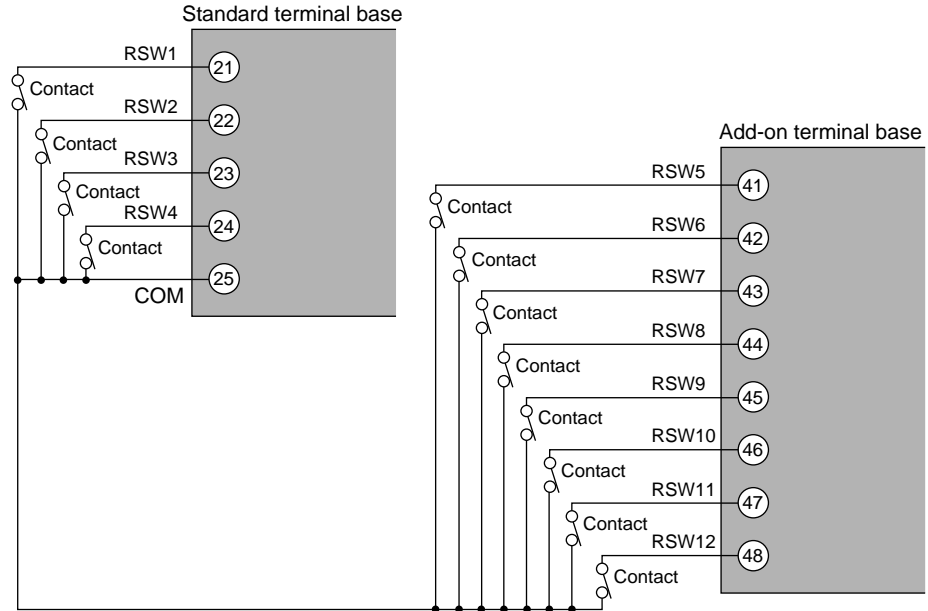 Standard terminal base
RSW1
21
Contact
RSW2
22
Contact
RSW3
23
Contact
RSW4
24
Contact
25
COM
Add-on terminal base
RSW5
41
Contact
RSW6
42
Contact
RSW7
43
Contact
RSW8
44
Contact
RSW9
45
Contact
RSW10
46
Contact
RSW11
47
Contact
RSW12
48
Contact